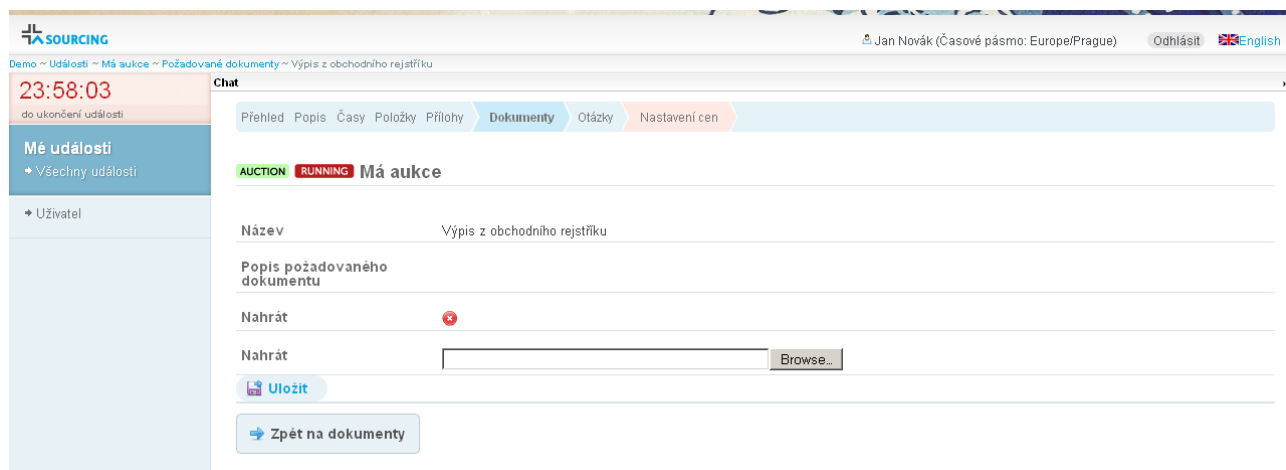 SOURCING
Jan Novák (Časové pásmo: Europe/Prague) Odhlásit English
Demo ~ Události ~ Má aukce ~ Požadované dokumenty ~ Výpis z obchodního rejstříku
23:58:03
do ukončení události
Chat
Přehled Popis Časy Položky Přílohy Dokumenty Otázky Nastavení cen
Mé události
Všechny události
Uživatel
AUCTION RUNNING Má aukce
Název Výpis z obchodního rejstříku
Popis požadovaného
dokumentu
Nahrát
Nahrát Browse...
Uložit
Zpět na dokumenty